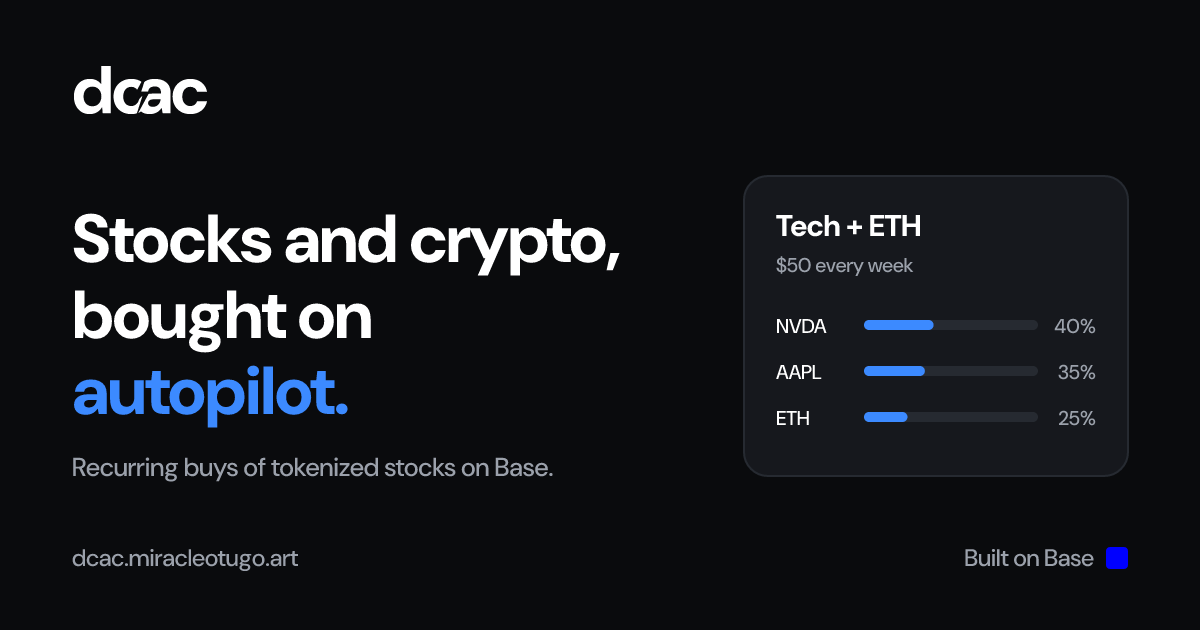 dcac
Stocks and crypto,
bought on
autopilot.
Recurring buys of tokenized stocks on Base.
Tech + ETH
$50 every week
NVDA 40%
AAPL 35%
ETH 25%
dcac.miracleotugo.art
Built on Base